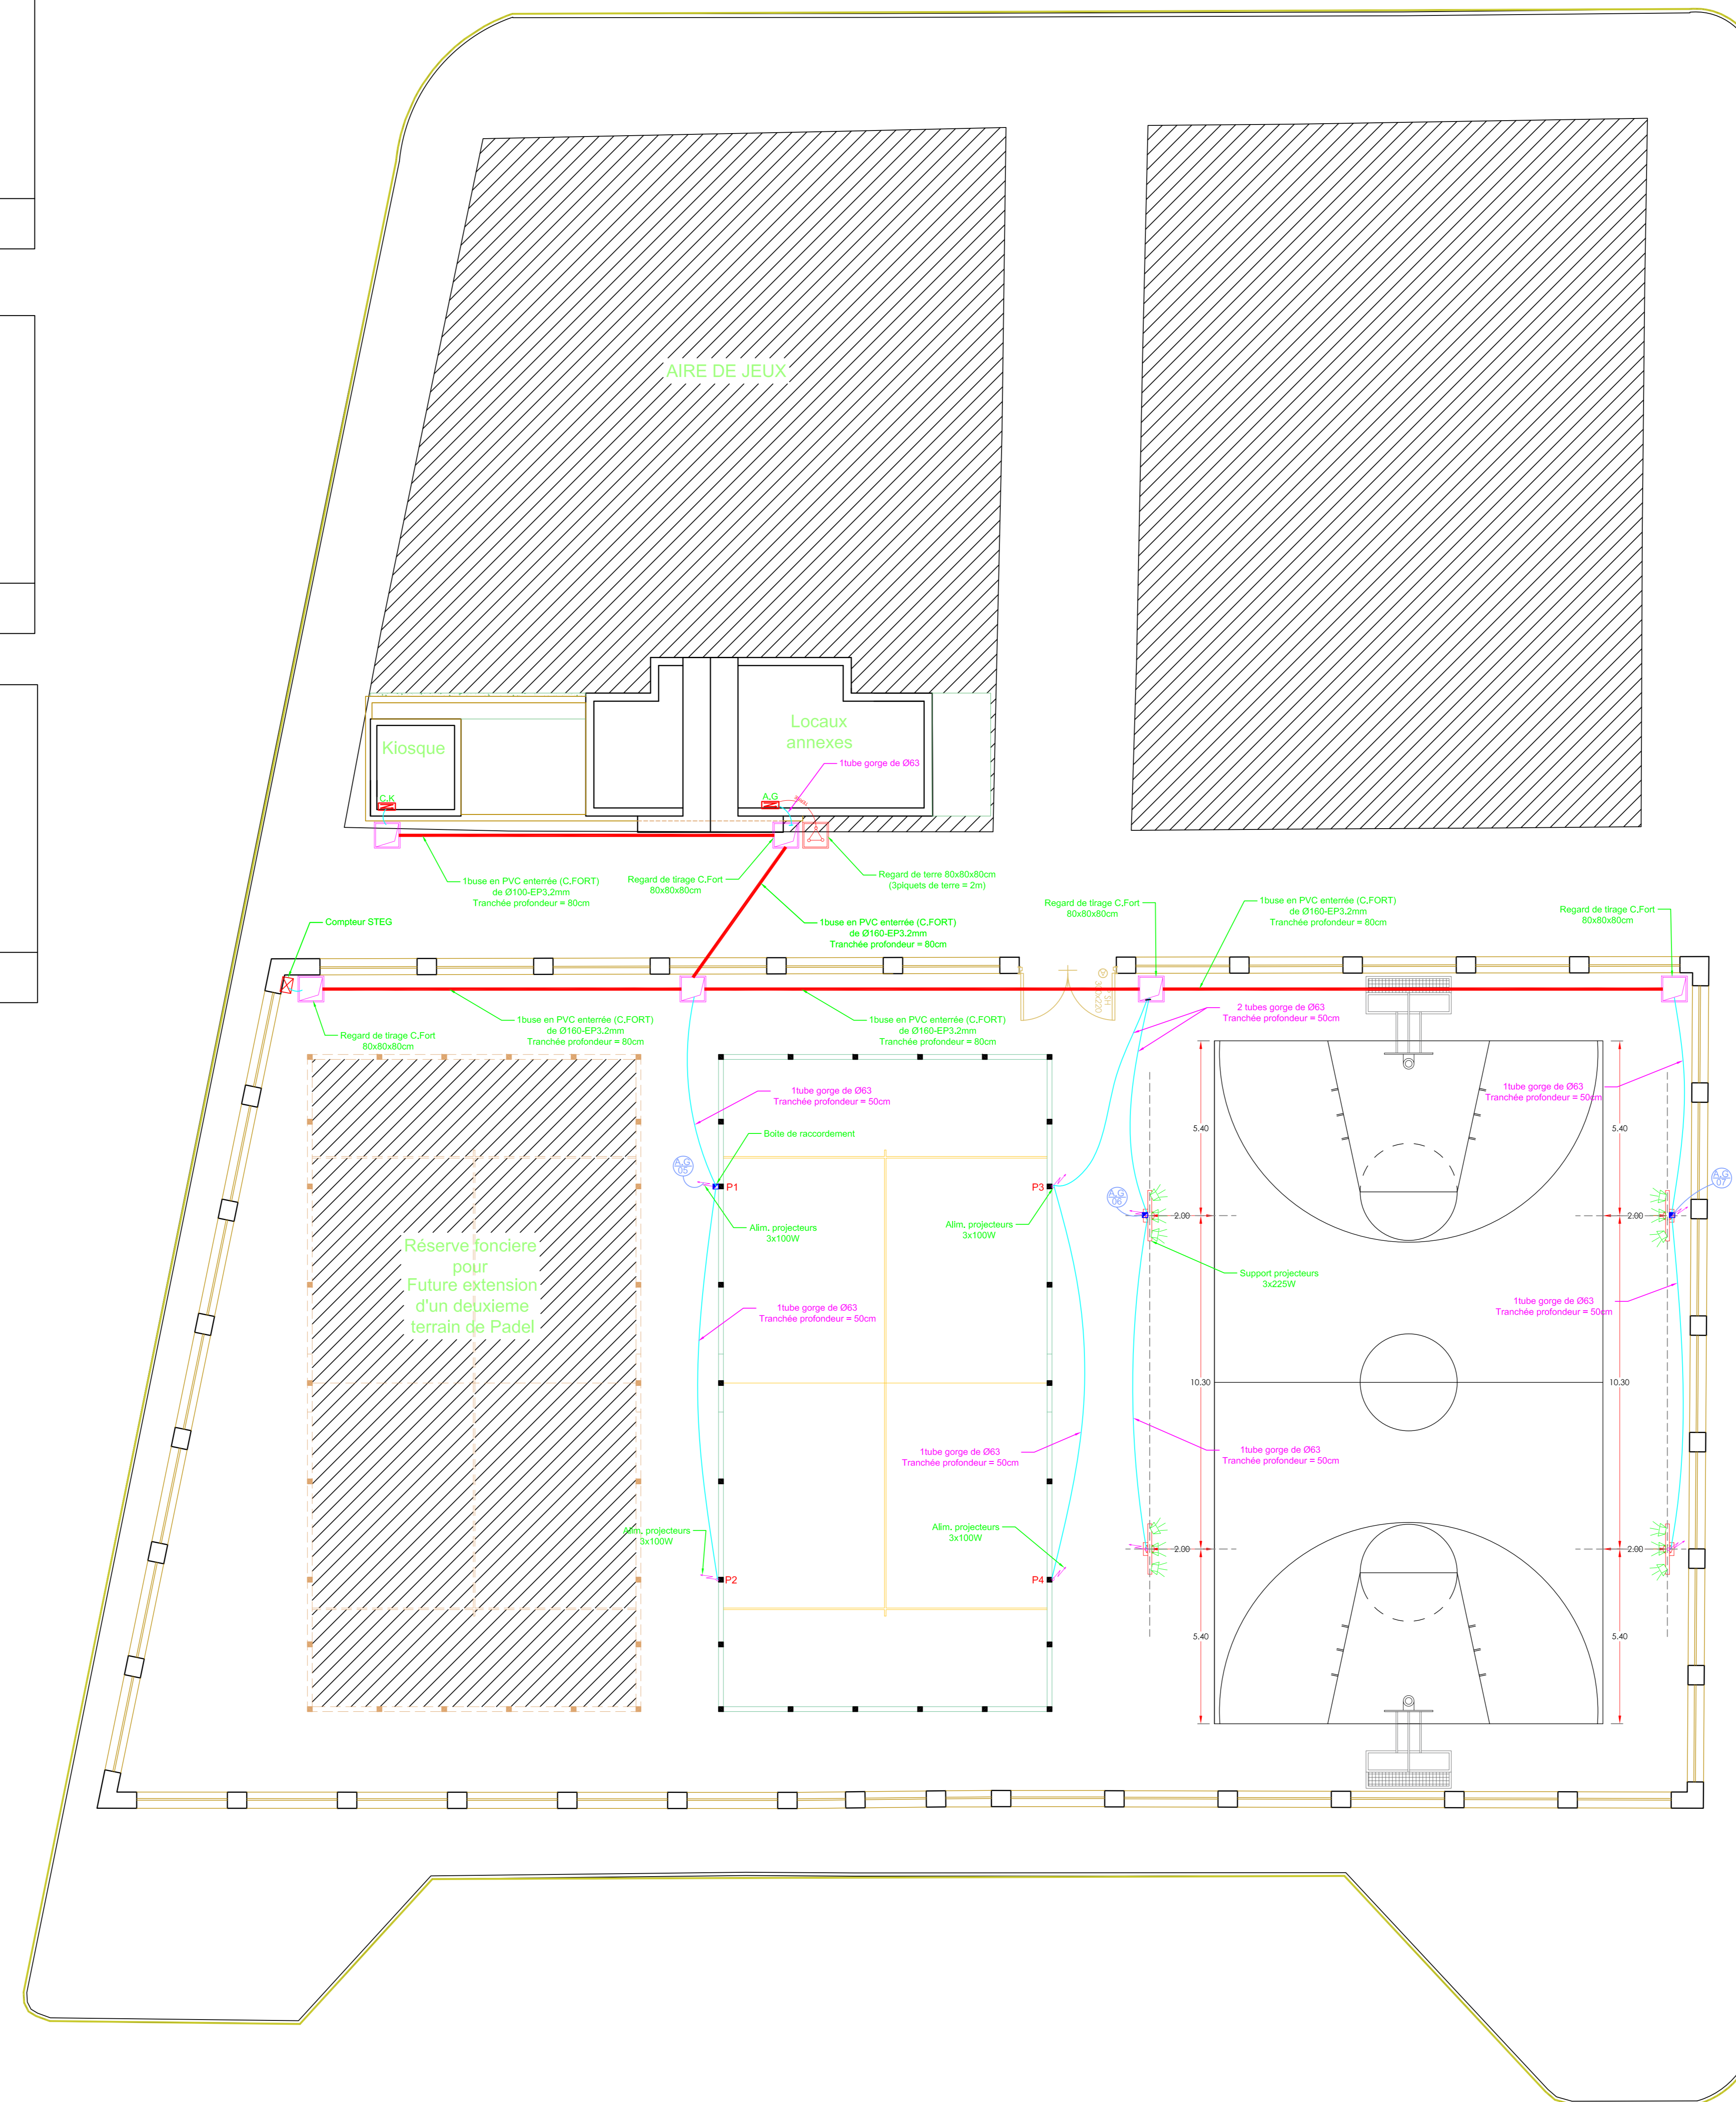 AIRE DE JEUX
Locaux
annexes
Kiosque
1tube gorge de Ø63
C.K
A.G
Terre
1buse en PVC enterrée (C.FORT)
de Ø100-EP3.2mm
Tranchée profondeur = 80cm
Regard de tirage C.Fort
80x80x80cm
Regard de terre 80x80x80cm
(3piquets de terre = 2m)
Compteur STEG
1buse en PVC enterrée (C.FORT)
de Ø160-EP3.2mm
Tranchée profondeur = 80cm
Regard de tirage C.Fort
80x60x80cm
1buse en PVC enterrée (C.FORT)
de Ø160-EP3.2mm
Tranchée profondeur = 80cm
Regard de tirage C.Fort
80x80x80cm
SH
300x220
Regard de tirage C.Fort
80x80x80cm
1buse en PVC enterrée (C.FORT)
de Ø160-EP3.2mm
Tranchée profondeur = 80cm
1buse en PVC enterrée (C.FORT)
de Ø160-EP3.2mm
Tranchée profondeur = 80cm
2 tubes gorge de Ø63
Tranchée profondeur = 50cm
1tube gorge de Ø63
Tranchée profondeur = 50cm
1tube gorge de Ø63
Tranchée profondeur = 50cm
5.40
5.40
Boite de raccordement
A.G
05
P1
P3
A.G
06
A.G
07
2.00
2.00
Alim. projecteurs
3x100W
Alim. projecteurs
3x100W
Réserve fonciere
pour
Future extension
d'un deuxieme
terrain de Padel
Support projecteurs
3x225W
1tube gorge de Ø63
Tranchée profondeur = 50cm
1tube gorge de Ø63
Tranchée profondeur = 50cm
10.30
10.30
1tube gorge de Ø63
Tranchée profondeur = 50cm
1tube gorge de Ø63
Tranchée profondeur = 50cm
Alim. projecteurs
3x100W
Alim. projecteurs
3x100W
2.00
2.00
P2
P4
5.40
5.40